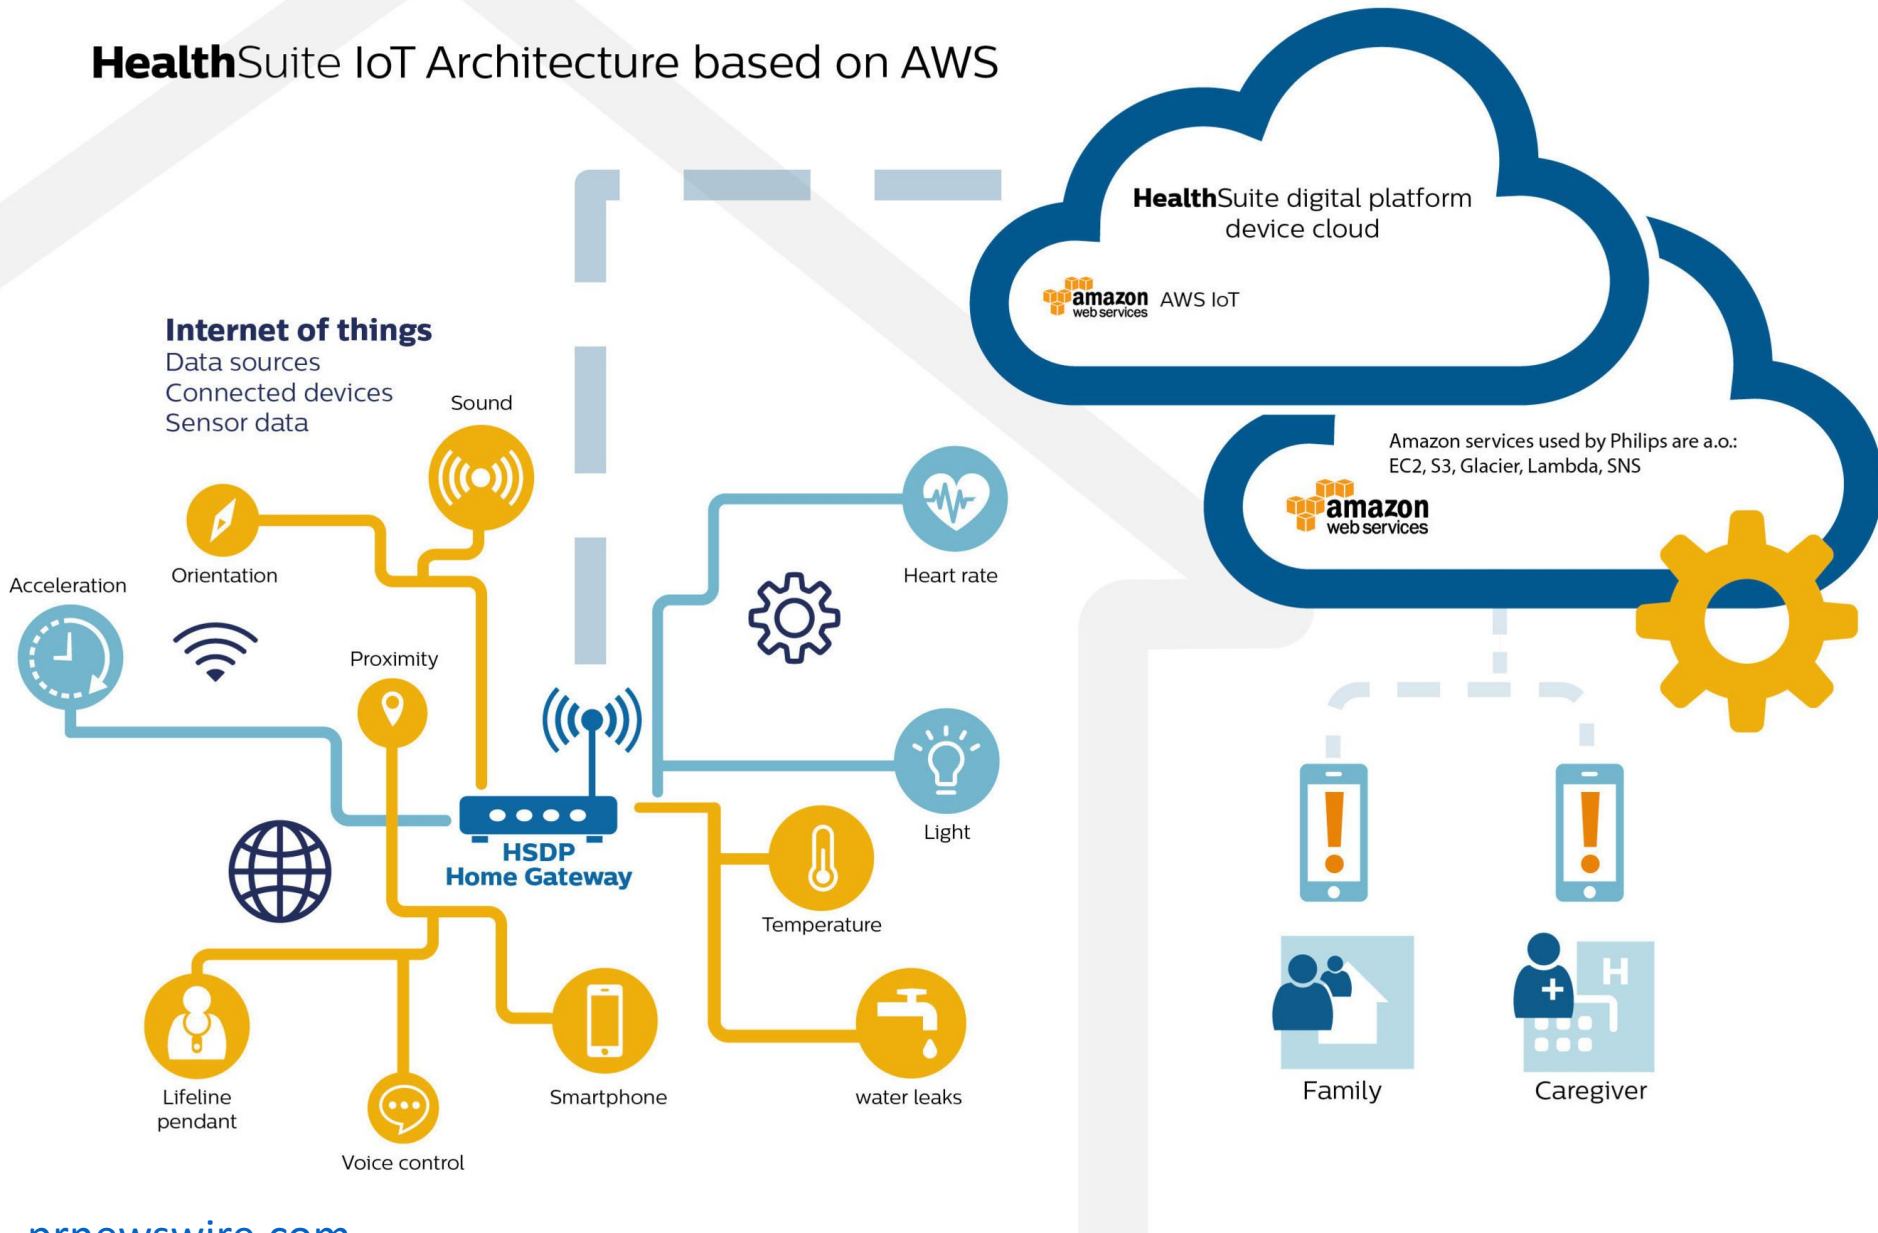 HealthSuite IoT Architecture based on AWS
HealthSuite digital platform
device cloud
amazon
web services
AWS IoT
Internet of things
Data sources
Connected devices
Sensor data
Sound
Amazon services used by Philips are a.o.:
EC2, S3, Glacier, Lambda, SNS
amazon
web services
Orientation
Heart rate
Acceleration
Proximity
Light
HSDP
Home Gateway
Temperature
Lifeline
pendant
Smartphone
water leaks
Voice control
H
Family
Caregiver
prnewswire.com